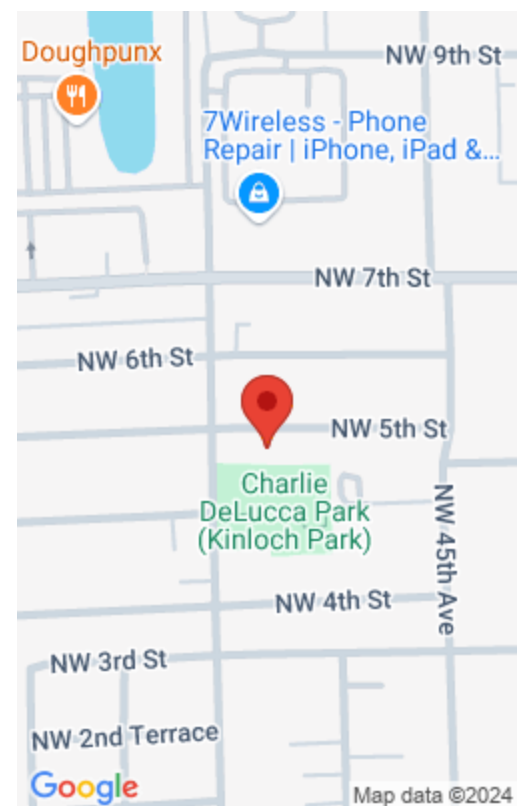 Doughpunx
NW 9th St
7Wireless - Phone
Repair | iPhone, iPad &...
NW 7th St
NW 6th St
NW 5th St
Charlie
DeLucca Park
(Kinloch Park)
NW 45th Ave
NW 4th St
NW 3rd St
NW 2nd Terrace
Google
Map data ©2024